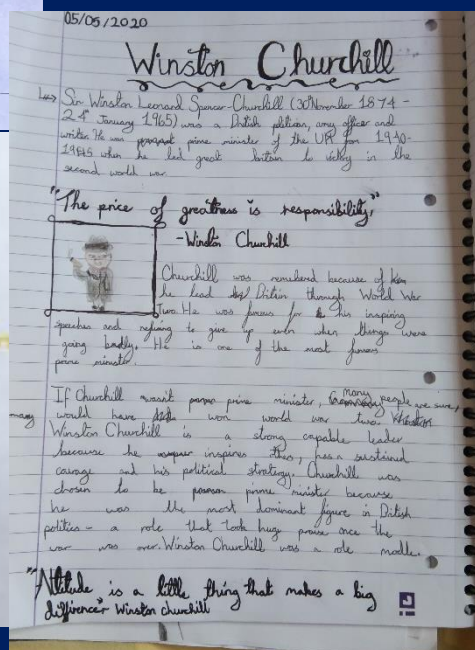 05/05/2020
Winston Churchill
Sir Winston Leonard Spencer-Churchill (30 November 1874 -
24th January 1965) was a British politician, army officer and
writer. He was prime minister of the UK from 1940-
1945 when he led great britain to victory in the
second world war
"The price of greatness is responsibility"
-Winston Churchill
Churchill was because of
he lead Britain through World War
Two. He was famous for his inspiring
speeches and refusing to give up even when things were
going badly. He is one of the most famous
prime minister.
If Churchill wasn't prime minister, many people are sure,
would have won world war two.
Winston Churchill is a strong capable leader
because he inspires, has a sustained
courage and his political strategy. Churchill was
chosen to be prime minister because
he was the most dominant figure in British
politics - a role that took huge praise once the
war was over. Winston Churchill was a role
"Attitude is a little thing that makes a big
Winston churchill